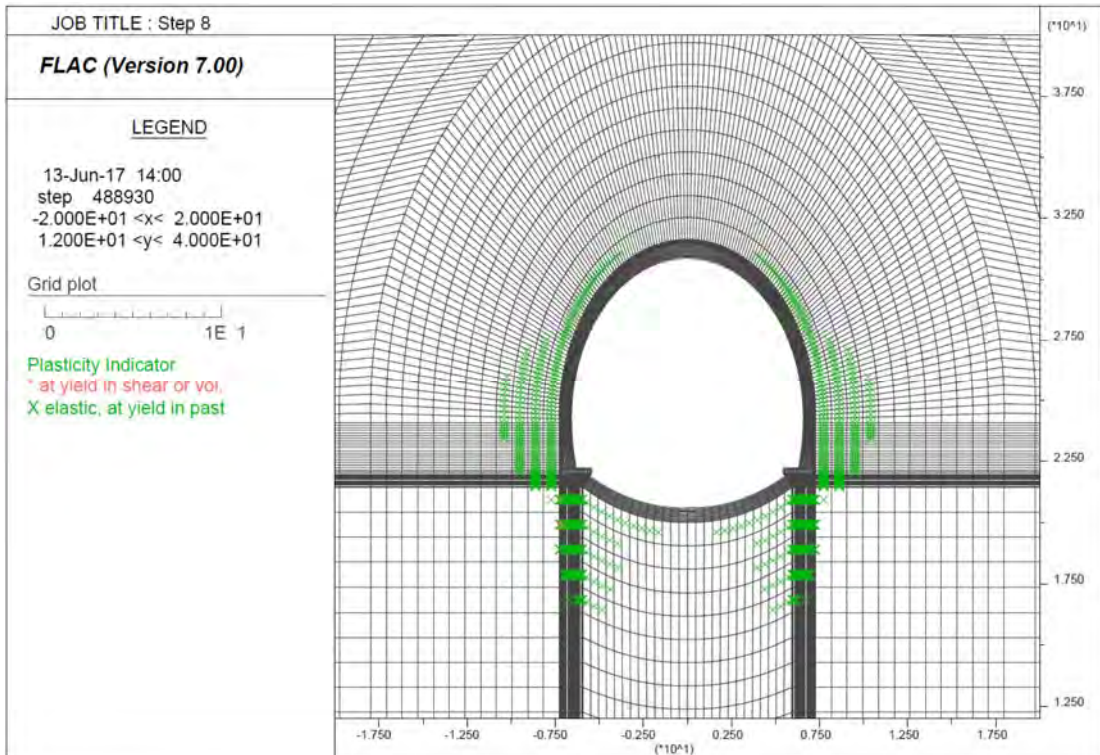 JOB TITLE : Step 8
(*10^1)
FLAC (Version 7.00)
LEGEND
13-Jun-17 14:00
step 488930
-2.000E+01 <x< 2.000E+01
1.200E+01 <y< 4.000E+01
Grid plot
0 1E 1
Plasticity Indicator
* at yield in shear or vol.
X elastic, at yield in past
3.750
3.250
2.750
2.250
1.750
1.250
-1.750 -1.250 -0.750 -0.250 0.250 0.750 1.250 1.750
(*10^1)